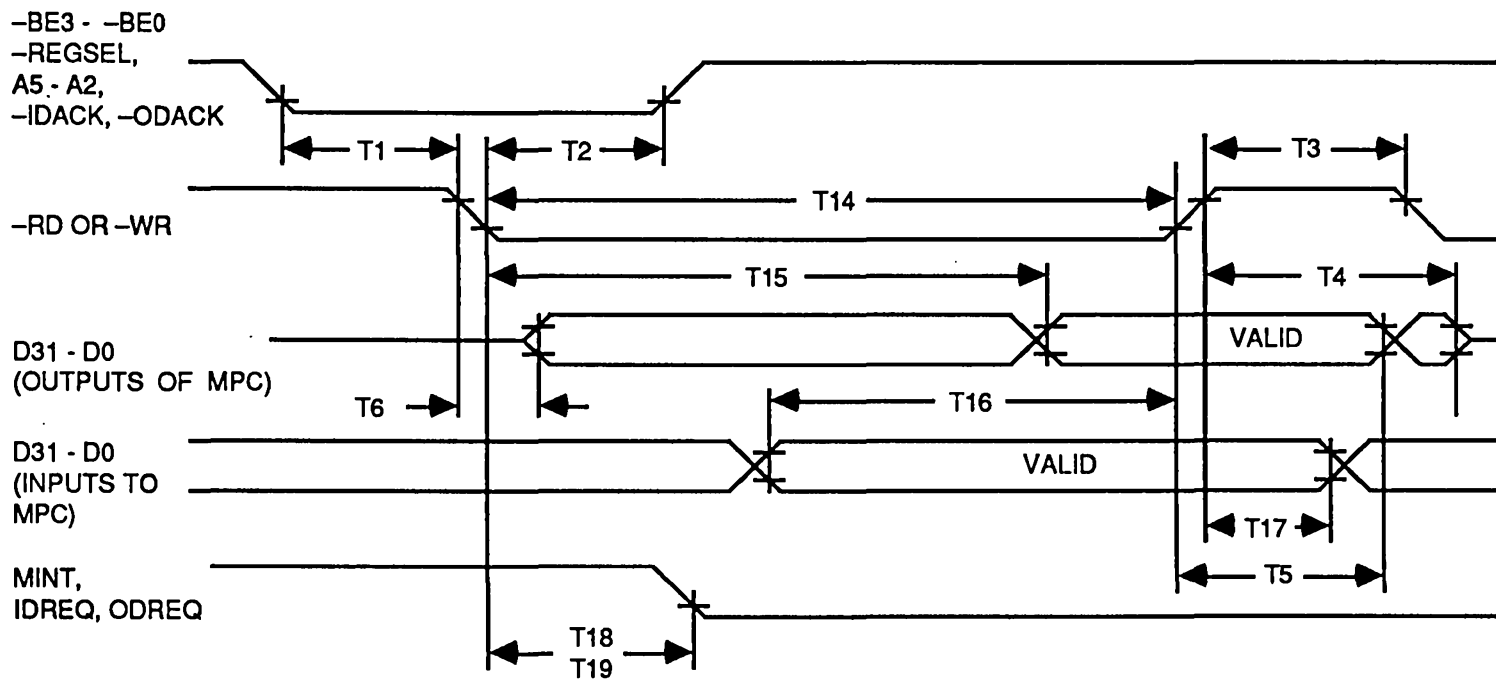 –BE3 - –BE0
–REGSEL,
A5 - A2,
–IDACK, –ODACK
T1
T2
T3
–RD OR –WR
T14
T15
T4
D31 - D0
(OUTPUTS OF MPC)
VALID
T6
T16
D31 - D0
(INPUTS TO
MPC)
VALID
T17
T5
MINT,
IDREQ, ODREQ
T18
T19